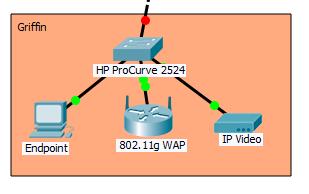 Griffin
HP ProCurve 2524
Endpoint
802.11g WAP
IP Video